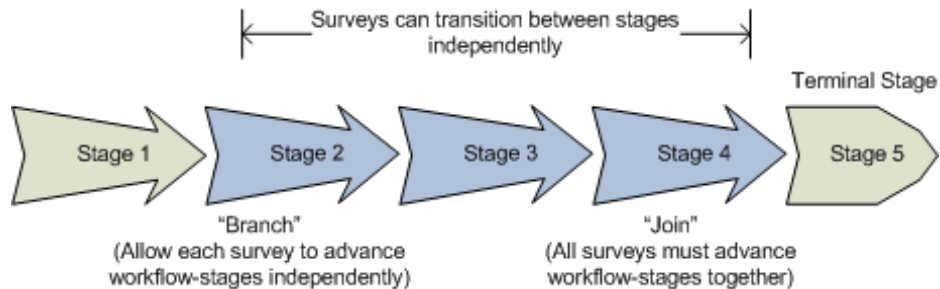 Surveys can transition between stages
independently
Terminal Stage
Stage 1
Stage 2
Stage 3
Stage 4
Stage 5
“Branch”
(Allow each survey to advance
workflow-stages independently)
“Join”
(All surveys must advance
workflow-stages together)